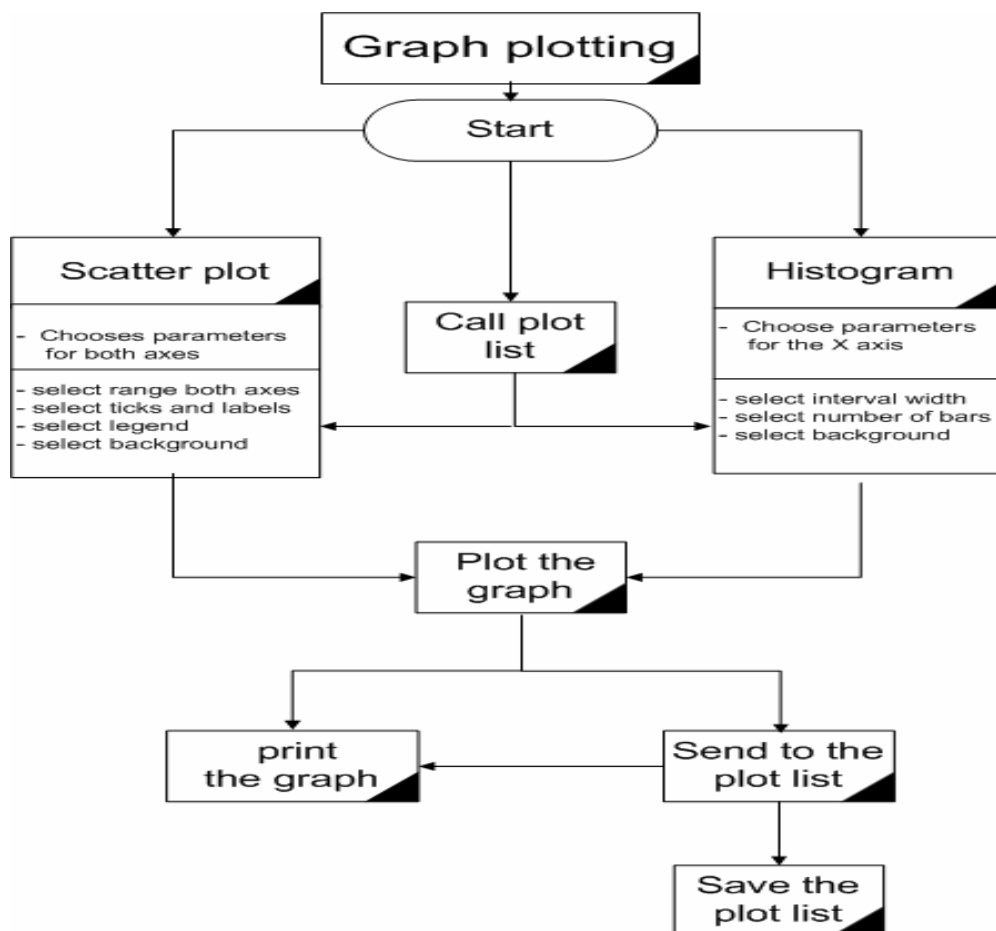 Graph plotting
Start
Scatter plot
- Chooses parameters
for both axes
- select range both axes
- select ticks and labels
- select legend
- select background
Call plot
list
Histogram
- Choose parameters
for the X axis
- select interval width
- select number of bars
- select background
Plot the
graph
print
the graph
Send to the
plot list
Save the
plot list